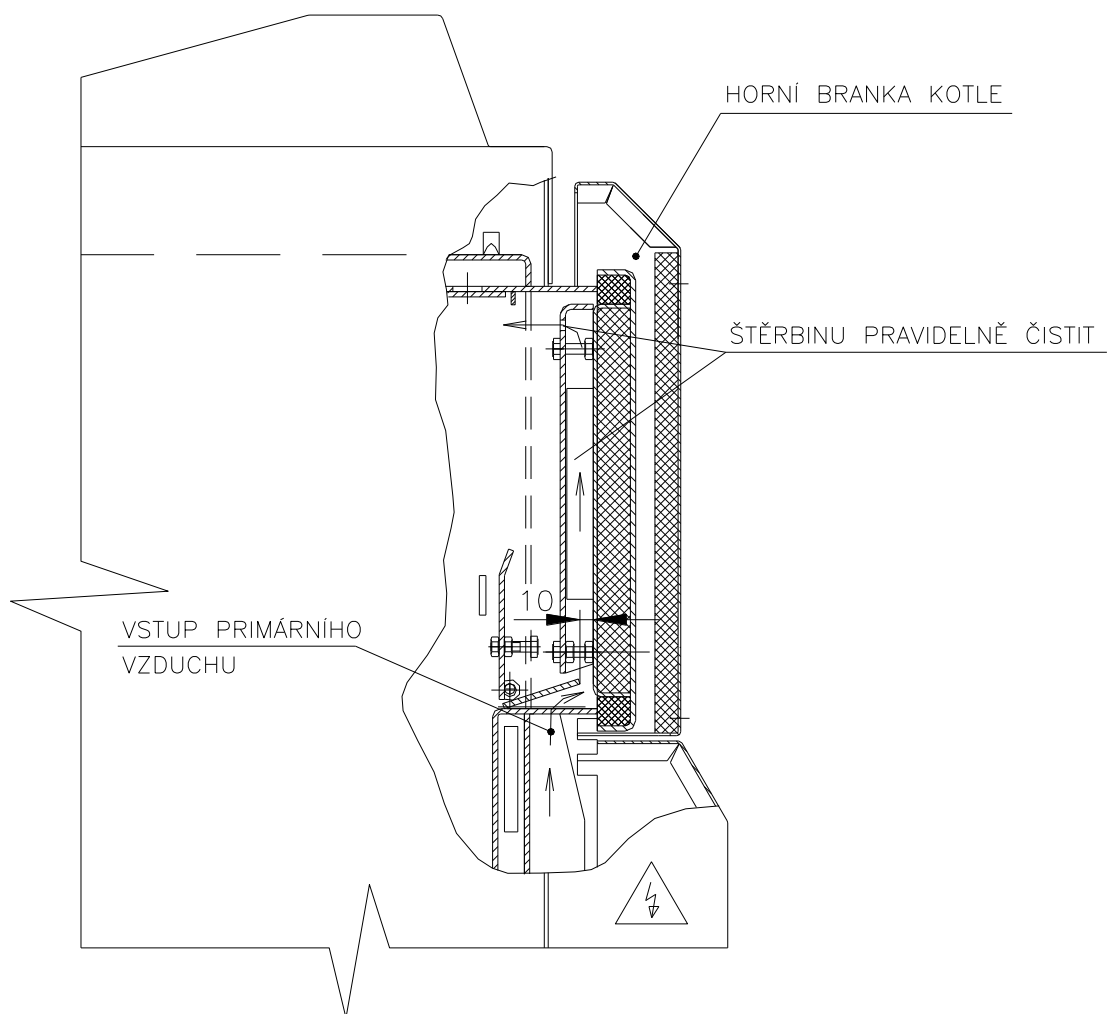 HORNÍ BRANKA KOTLE
ŠTĚRBINU PRAVIDELNĚ ČISTIT
10
VSTUP PRIMÁRNÍHO
VZDUCHU